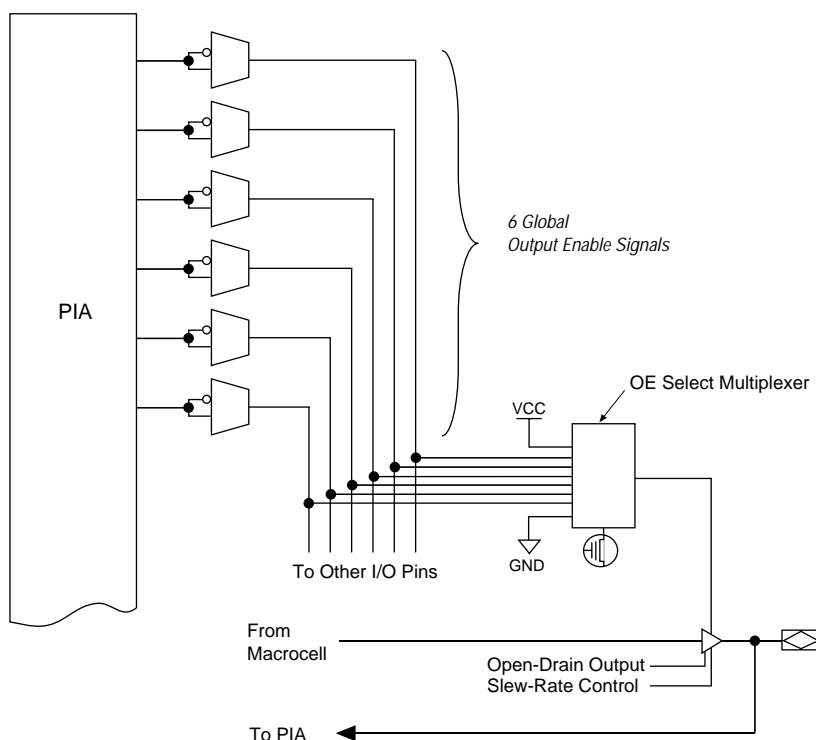 PIA
6 Global
Output Enable Signals
OE Select Multiplexer
VCC
GND
To Other I/O Pins
From
Macrocell
Open-Drain Output
Slew-Rate Control
To PIA